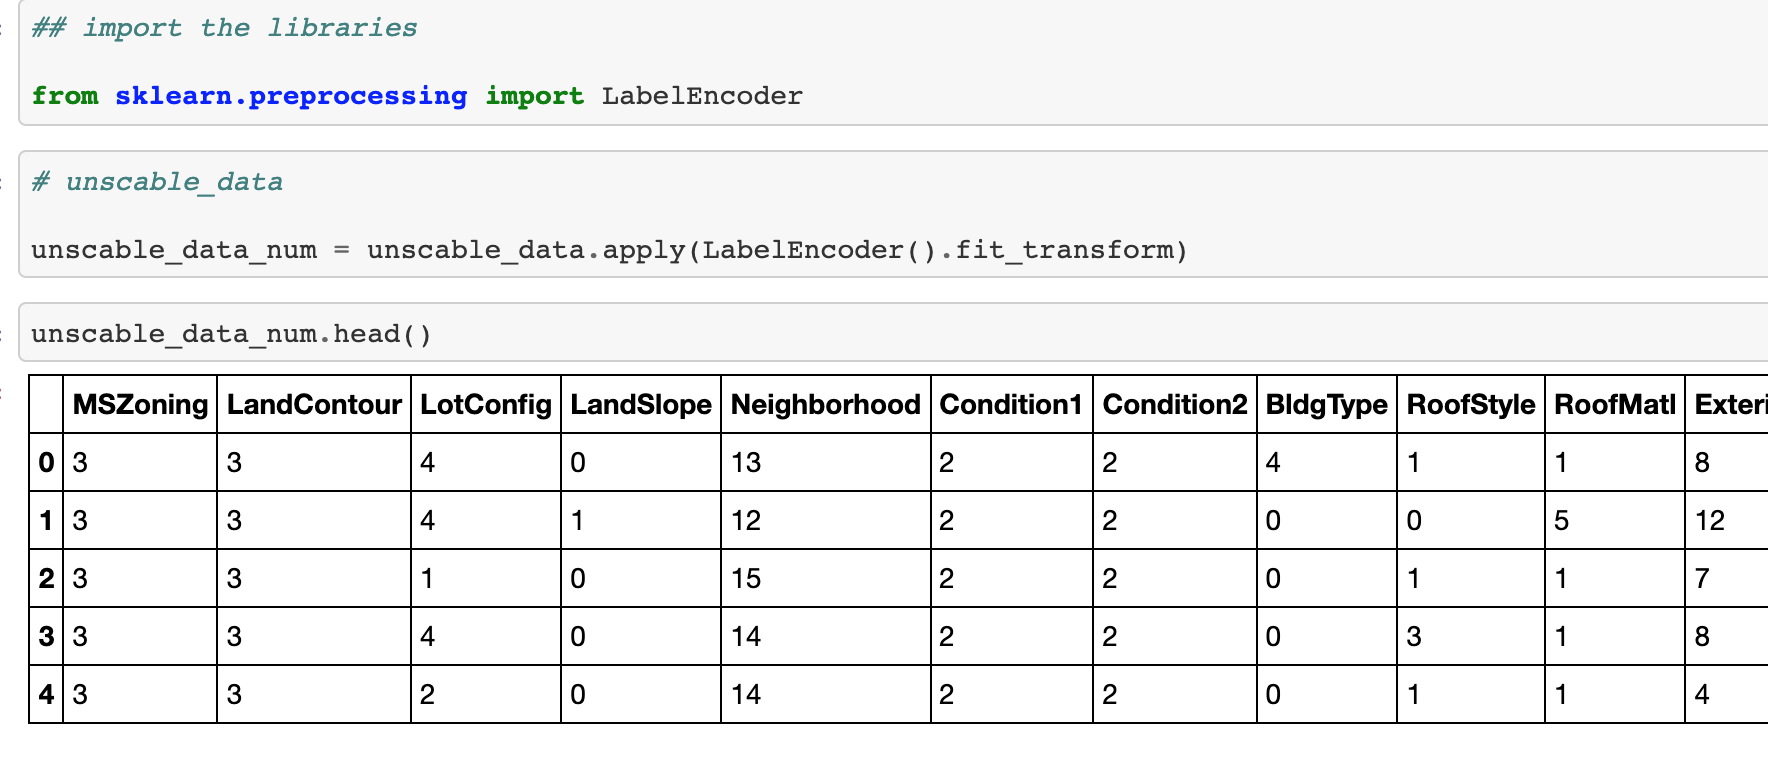 ## import the libraries
from sklearn.preprocessing import LabelEncoder
# unscable_data
unscable_data_num = unscable_data.apply(LabelEncoder().fit_transform)
unscable_data_num.head()
MSZoning LandContour LotConfig LandSlope Neighborhood Condition1 Condition2 BldgType RoofStyle RoofMatl Exteri
0 3 3 4 0 13 2 2 4 1 1 8
1 3 3 4 1 12 2 2 0 0 5 12
2 3 3 1 0 15 2 2 0 1 1 7
3 3 3 4 0 14 2 2 0 3 1 8
4 3 3 2 0 14 2 2 0 1 1 4